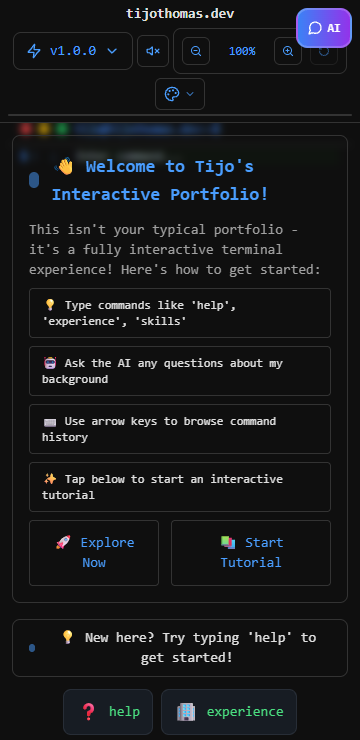 tijothomas.dev
AI
v1.0.0
100%
Welcome to Tijo's
Interactive Portfolio!
This isn't your typical portfolio -
it's a fully interactive terminal
experience! Here's how to get started:
Type commands like 'help',
'experience', 'skills'
Ask the AI any questions about my
background
Use arrow keys to browse command
history
Tap below to start an interactive
tutorial
Explore
Now
Start
Tutorial
New here? Try typing 'help' to
get started!
help
experience